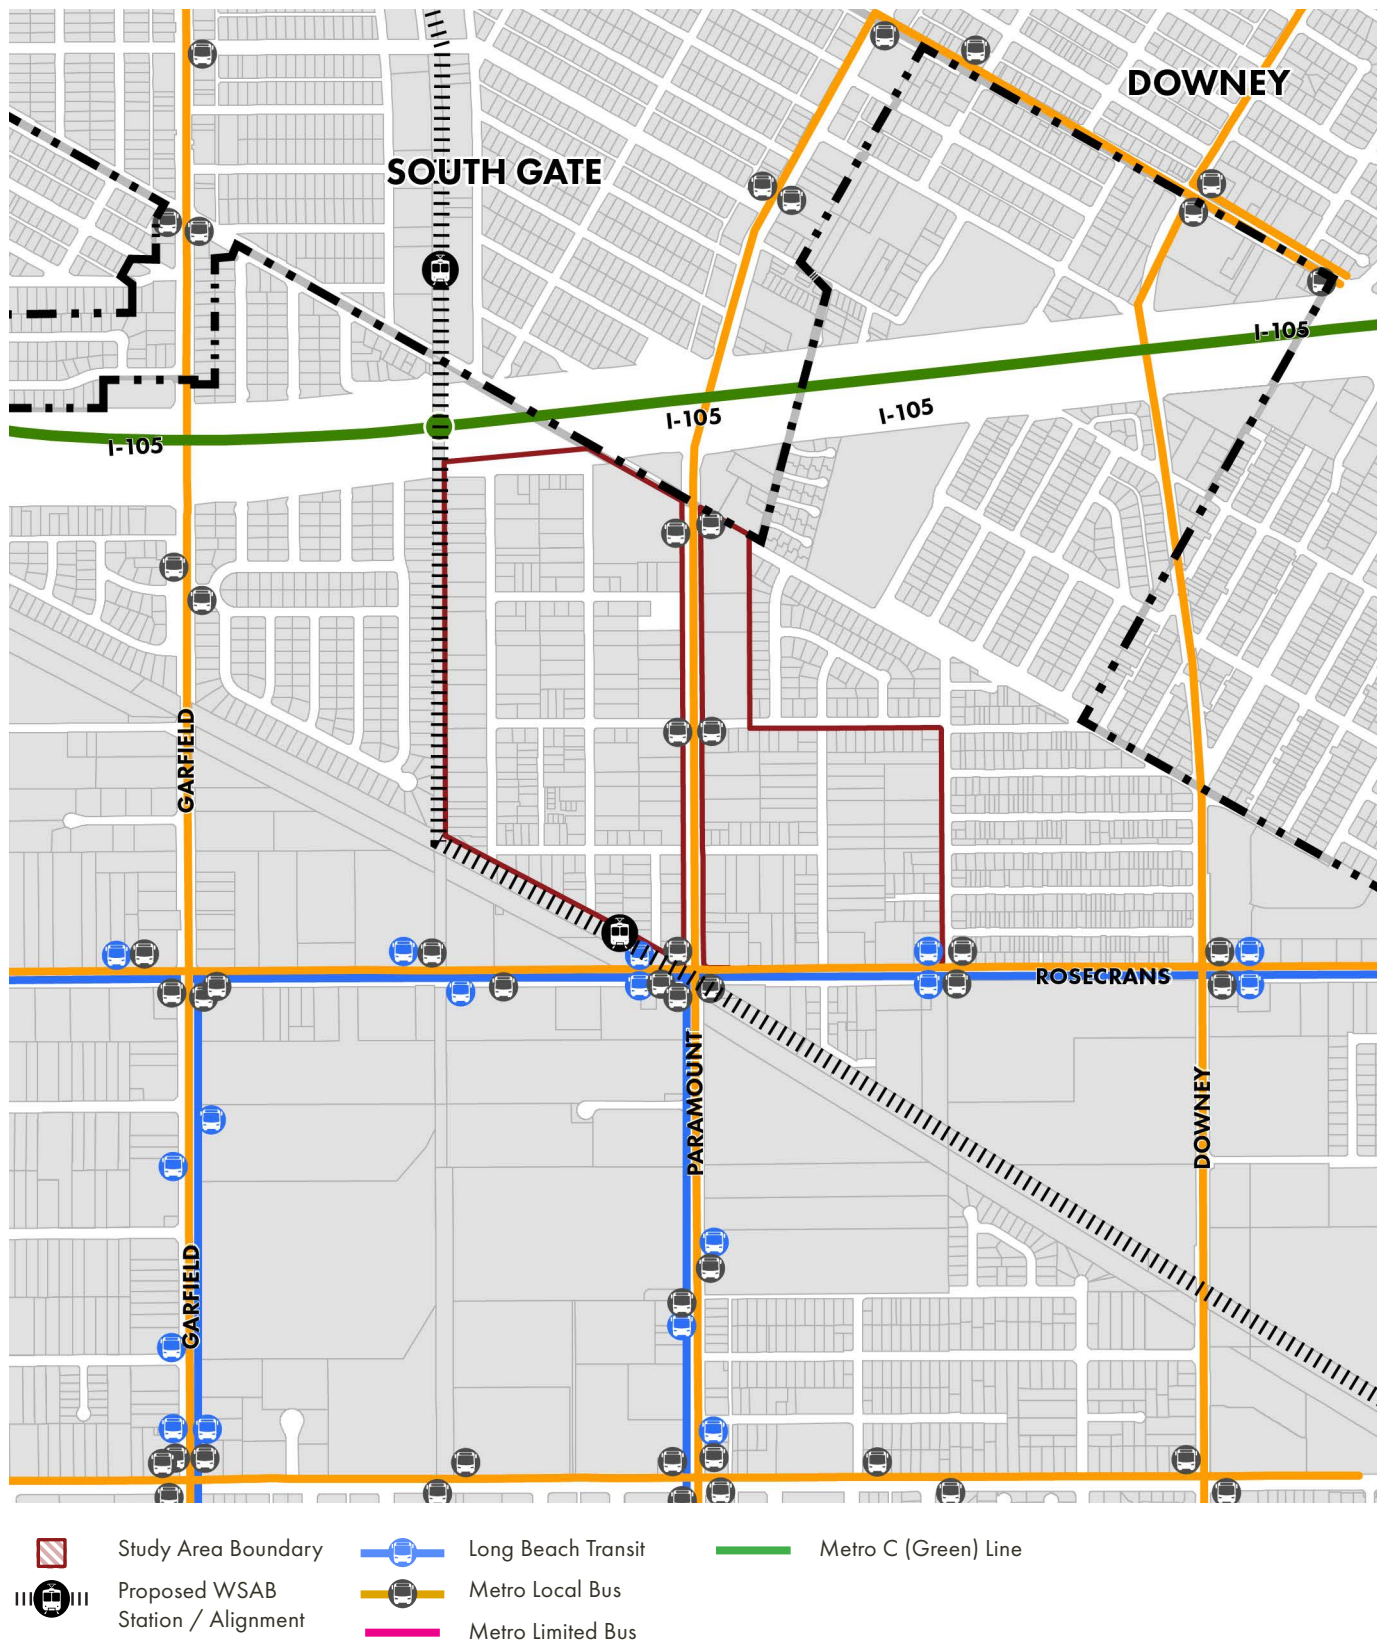 DOWNEY
SOUTH GATE
I-105
I-105
I-105
I-105
GARFIELD
ROSECRANS
PARAMOUNT
DOWNEY
GARFIELD
Study Area Boundary
Proposed WSAB
Station / Alignment
Long Beach Transit
Metro Local Bus
Metro Limited Bus
Metro C (Green) Line